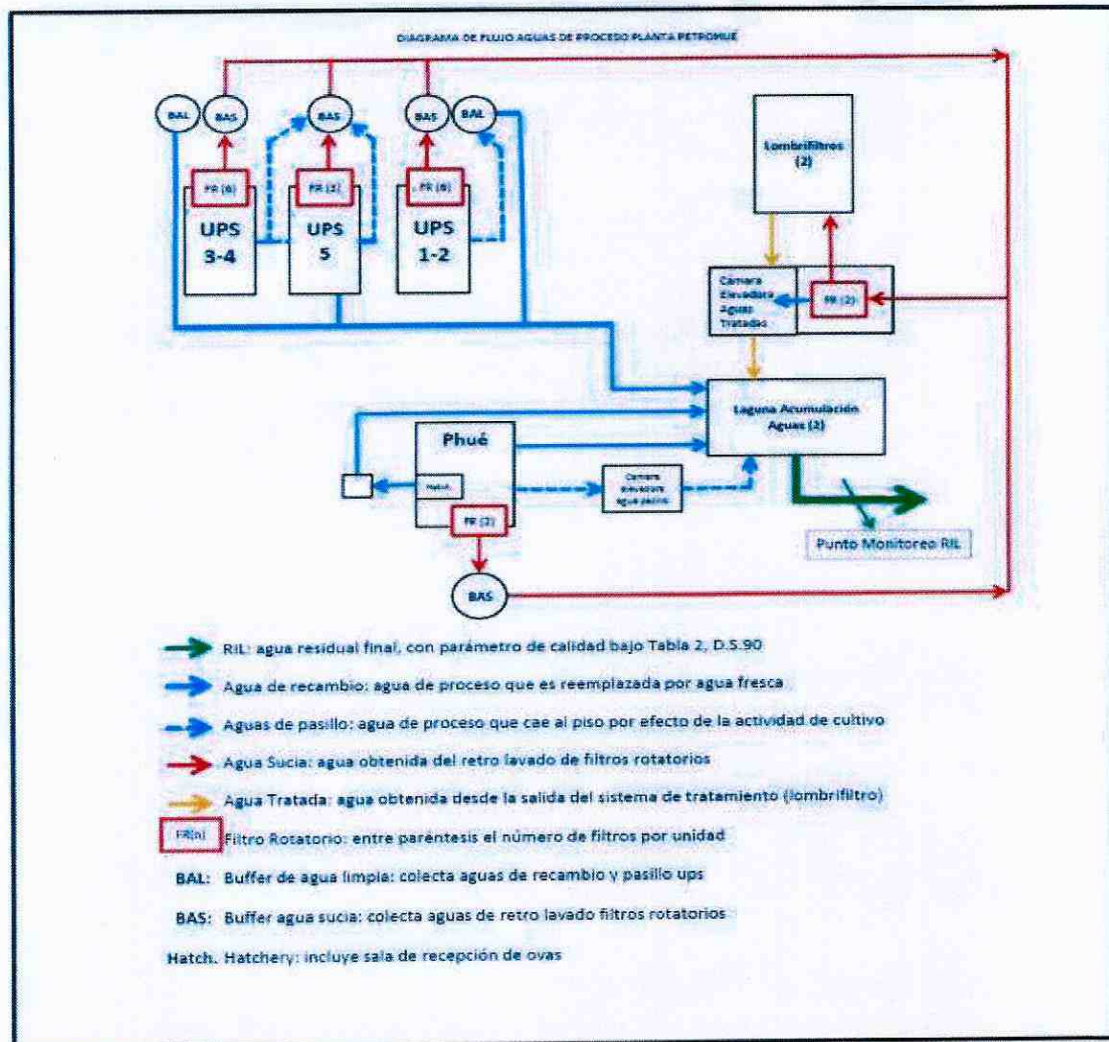 DIAGRAMA DE FLUJO AGUAS DE PROCESO PLANTA PETROHUÉ
BAL BAS BAS BAS BAL
FR (6) FR (3) FR (6)
UPS 3-4
UPS 5
UPS 1-2
Lombrifiltros
(2)
Cámara
Elevadora
Aguas
Tratadas
FR (2)
Laguna Acumulación
Aguas (2)
Phué
Hatch.
FR (2)
Cámara
elevadora
agua pasillo
BAS
Punto Monitoreo RIL
RIL: agua residual final, con parámetro de calidad bajo Tabla 2, D.S.90
Agua de recambio: agua de proceso que es reemplazada por agua fresca
Aguas de pasillo: agua de proceso que cae al piso por efecto de la actividad de cultivo
Agua Sucia: agua obtenida del retro lavado de filtros rotatorios
Agua Tratada: agua obtenida desde la salida del sistema de tratamiento (lombrifiltro)
FR(n) Filtro Rotatorio: entre paréntesis el número de filtros por unidad
BAL: Buffer de agua limpia: colecta aguas de recambio y pasillo ups
BAS: Buffer agua sucia: colecta aguas de retro lavado filtros rotatorios
Hatch. Hatchery: incluye sala de recepción de ovas